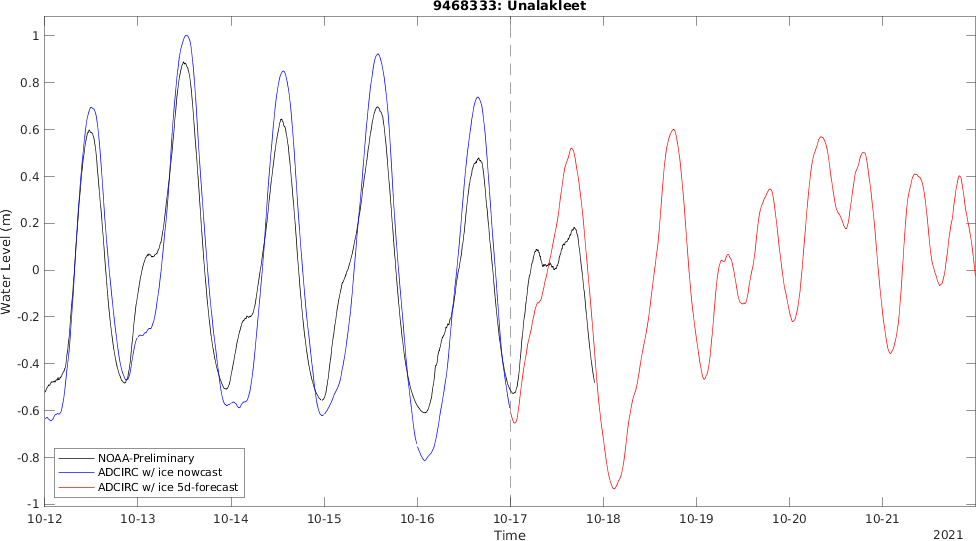 9468333: Unalakleet
Water Level (m)
1
0.8
0.6
0.4
0.2
0
-0.2
-0.4
-0.6
-0.8
-1
NOAA-Preliminary
ADCIRC w/ ice nowcast
ADCIRC w/ ice 5d-forecast
10-12 10-13 10-14 10-15 10-16 10-17 10-18 10-19 10-20 10-21
Time
2021